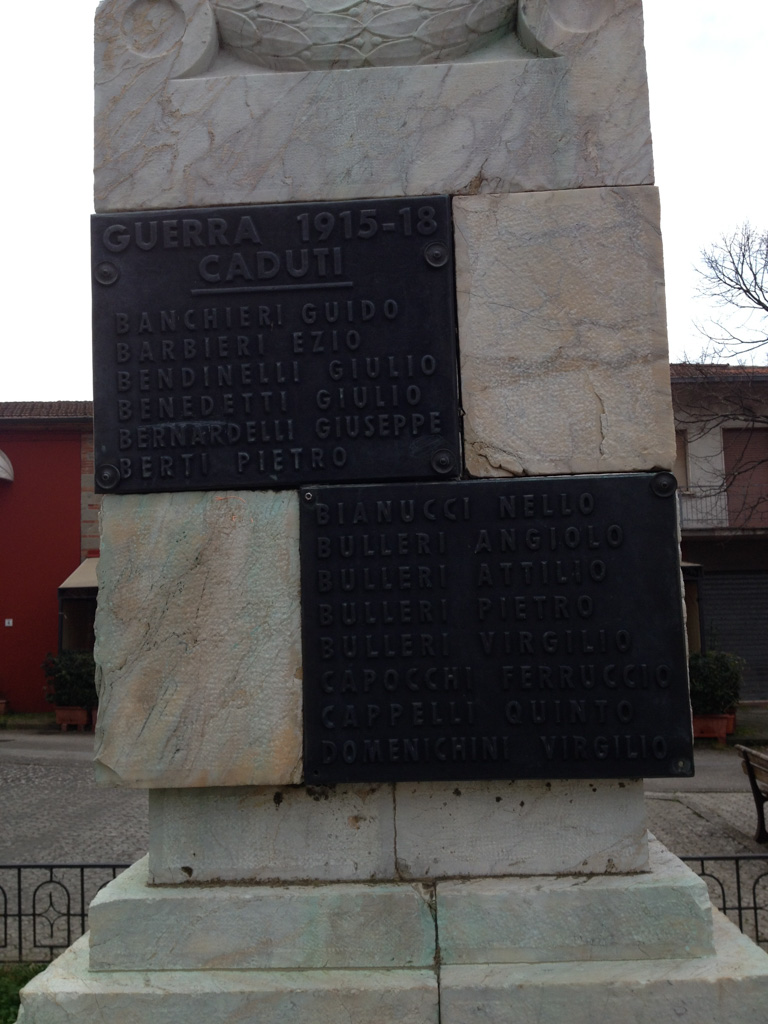 GUERRA 1915-18
CADUTI
BANCHIERI GUIDO
BARBIERI EZIO
BENDINELLI GIULIO
BENEDETTI GIULIO
BERNARDELLI GIUSEPPE
BERTI PIETRO
BIANUCCI NELLO
BULLERI ANGIOLO
BULLERI ATTILIO
BULLERI PIETRO
BULLERI VIRGILIO
CAPOCCHI FERRUCCIO
CAPPELLI QUINTO
DOMENICHINI VIRGILIO